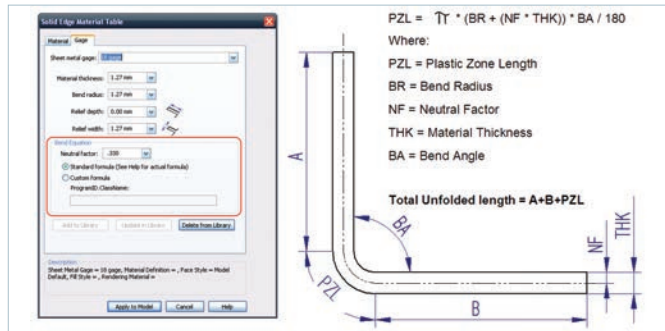 Solid Edge Material Table
Material
Gage
Sheet metal gage: 18 gage
Material thickness: 1.27 mm
Bend radius: 1.27 mm
Relief depth: 0.00 mm
Relief width: 1.27 mm
Bend Equation
Neutral factor: .330
Standard formula (See Help for actual formula)
Custom formula
ProgramID.ClassName:
Add to Library
Update in Library
Delete from Library
Description
Sheet Metal Gage = 18 gage, Material Definition = , Face Style = Model
Default, Fill Style = , Rendering Material =
Apply to Model
Cancel
Help
PZL = π * (BR + (NF * THK)) * BA / 180
Where:
PZL = Plastic Zone Length
BR = Bend Radius
NF = Neutral Factor
THK = Material Thickness
BA = Bend Angle
Total Unfolded length = A+B+PZL
A
BA
PZL
B
NF
THK